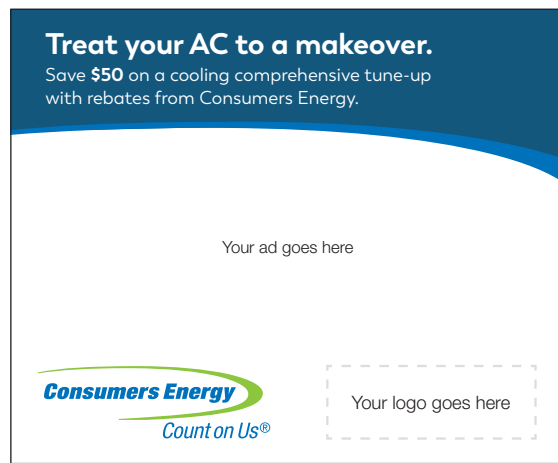 Treat your AC to a makeover.
Save $50 on a cooling comprehensive tune-up
with rebates from Consumers Energy.
Your ad goes here
Consumers Energy
Count on Us®
Your logo goes here